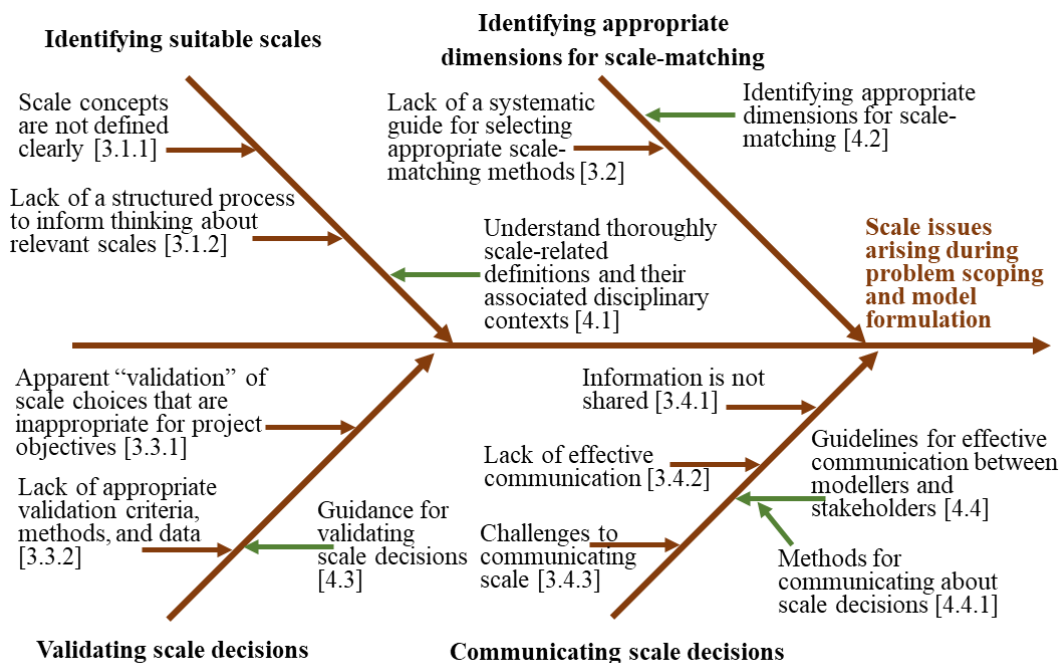 Identifying suitable scales
Identifying appropriate
dimensions for scale-matching
Scale concepts
are not defined
clearly [3.1.1]
Lack of a structured process
to inform thinking about
relevant scales [3.1.2]
Understand thoroughly
scale-related
definitions and their
associated disciplinary
contexts [4.1]
Lack of a systematic
guide for selecting
appropriate scale-
matching methods [3.2]
Identifying appropriate
dimensions for scale-
matching [4.2]
Scale issues
arising during
problem scoping
and model
formulation
Apparent “validation” of
scale choices that are
inappropriate for project
objectives [3.3.1]
Lack of appropriate
validation criteria,
methods, and data
[3.3.2]
Guidance for
validating
scale decisions
[4.3]
Information is not
shared [3.4.1]
Lack of effective
communication [3.4.2]
Challenges to
communicating
scale [3.4.3]
Guidelines for effective
communication between
modellers and
stakeholders [4.4]
Methods for
communicating about
scale decisions [4.4.1]
Validating scale decisions
Communicating scale decisions